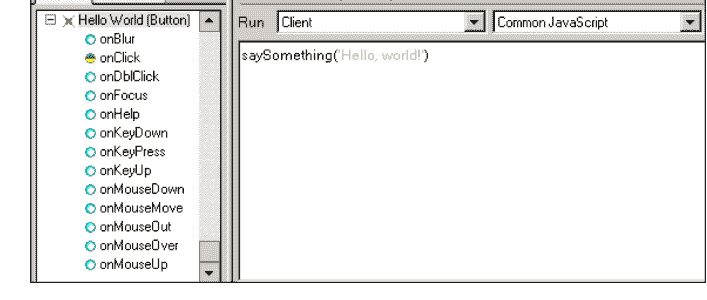 Hello World (Button)
onBlur
onClick
onDblClick
onFocus
onHelp
onKeyDown
onKeyPress
onKeyUp
onMouseDown
onMouseMove
onMouseOut
onMouseOver
onMouseUp
Run Client Common JavaScript
saySomething('Hello, world!')